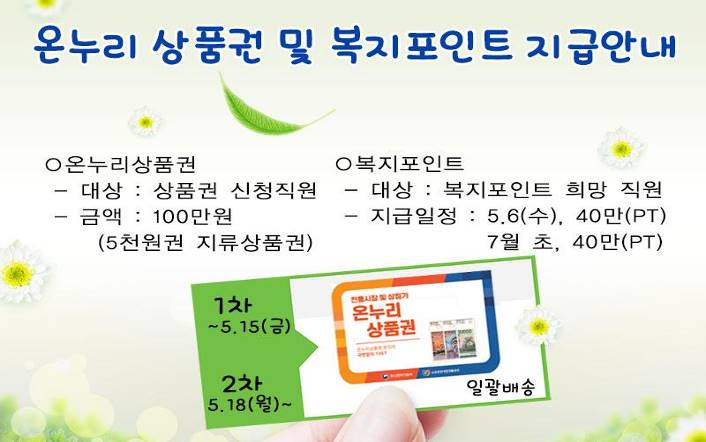 온누리 상품권 및 복지포인트 지급안내
○온누리상품권
- 대상 : 상품권 신청직원
- 금액 : 100만원
(5천원권 지류상품권)
○복지포인트
- 대상 : 복지포인트 희망 직원
- 지급일정 : 5.6(수), 40만(PT)
7월 초, 40만(PT)
1차
~5.15(금)
2차
5.18(월)~
전통시장 및 상점가
온누리
상품권
일괄배송